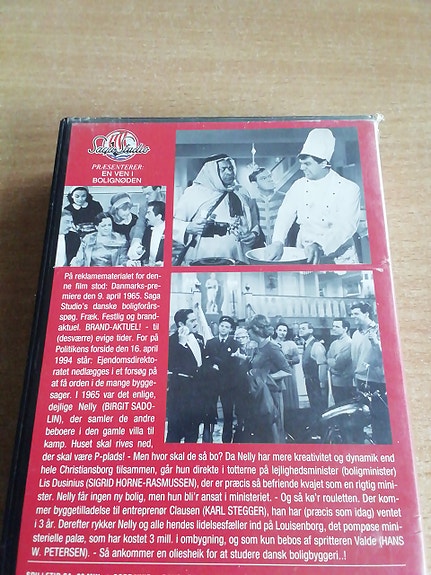 Saga Studio
PRÆSENTERER:
EN VEN I
BOLIGNØDEN
På reklamematerialet for den-
ne film stod: Danmarks-pre-
miere den 9. april 1965. Saga
Studio's danske boligforårs-
spøg. Fræk. Festlig og brand-
aktuel. BRAND-AKTUEL! - til
(desværre) evige tider. For på
Politikens forside den 16. april
1994 står: Ejendomsdirekto-
ratet nedlægges i et forsøg på
at få orden i de mange bygge-
sager. I 1965 var det enlige,
dejlige Nelly (BIRGIT SADO-
LIN), der samler de andre
beboere i den gamle villa til
kamp. Huset skal rives ned,
der skal være P-plads! - Men hvor skal de så bo? Da Nelly har mere kreativitet og dynamik end
hele Christiansborg tilsammen, går hun direkte i totterne på lejlighedsminister (boligminister)
Lis Dusinius (SIGRID HORNE-RASMUSSEN), der er præcis så befriende kvajet som en rigtig mini-
ster. Nelly får ingen ny bolig, men hun bli'r ansat i ministeriet. - Og så kø'r rouletten. Der kom-
mer byggetilladelse til entreprenør Clausen (KARL STEGGER), han har (præcis som idag) ventet
i 3 år. Derefter rykker Nelly og alle hendes lidelsesfæller ind på Louisenborg, det pompøse mini-
sterielle palæ, som har kostet 3 mill. i ombygning, og som kun bebos af spritteren Valde (HANS
W. PETERSEN). - Så ankommer en oliesheik for at studere dansk boligbyggeri..!